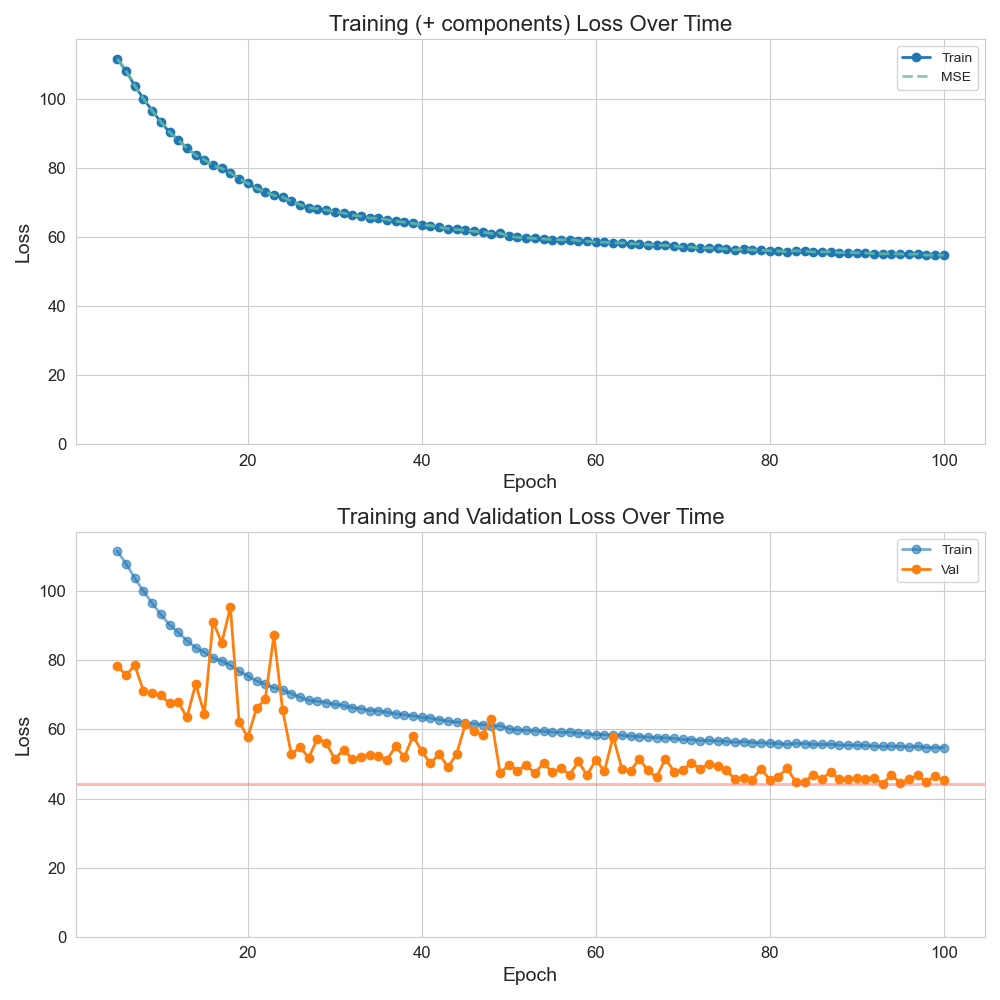 Training (+ components) Loss Over Time
Train
MSE
Loss
100
80
60
40
20
0
20 40 60 80 100
Epoch
Training and Validation Loss Over Time
Train
Val
Loss
100
80
60
40
20
0
20 40 60 80 100
Epoch